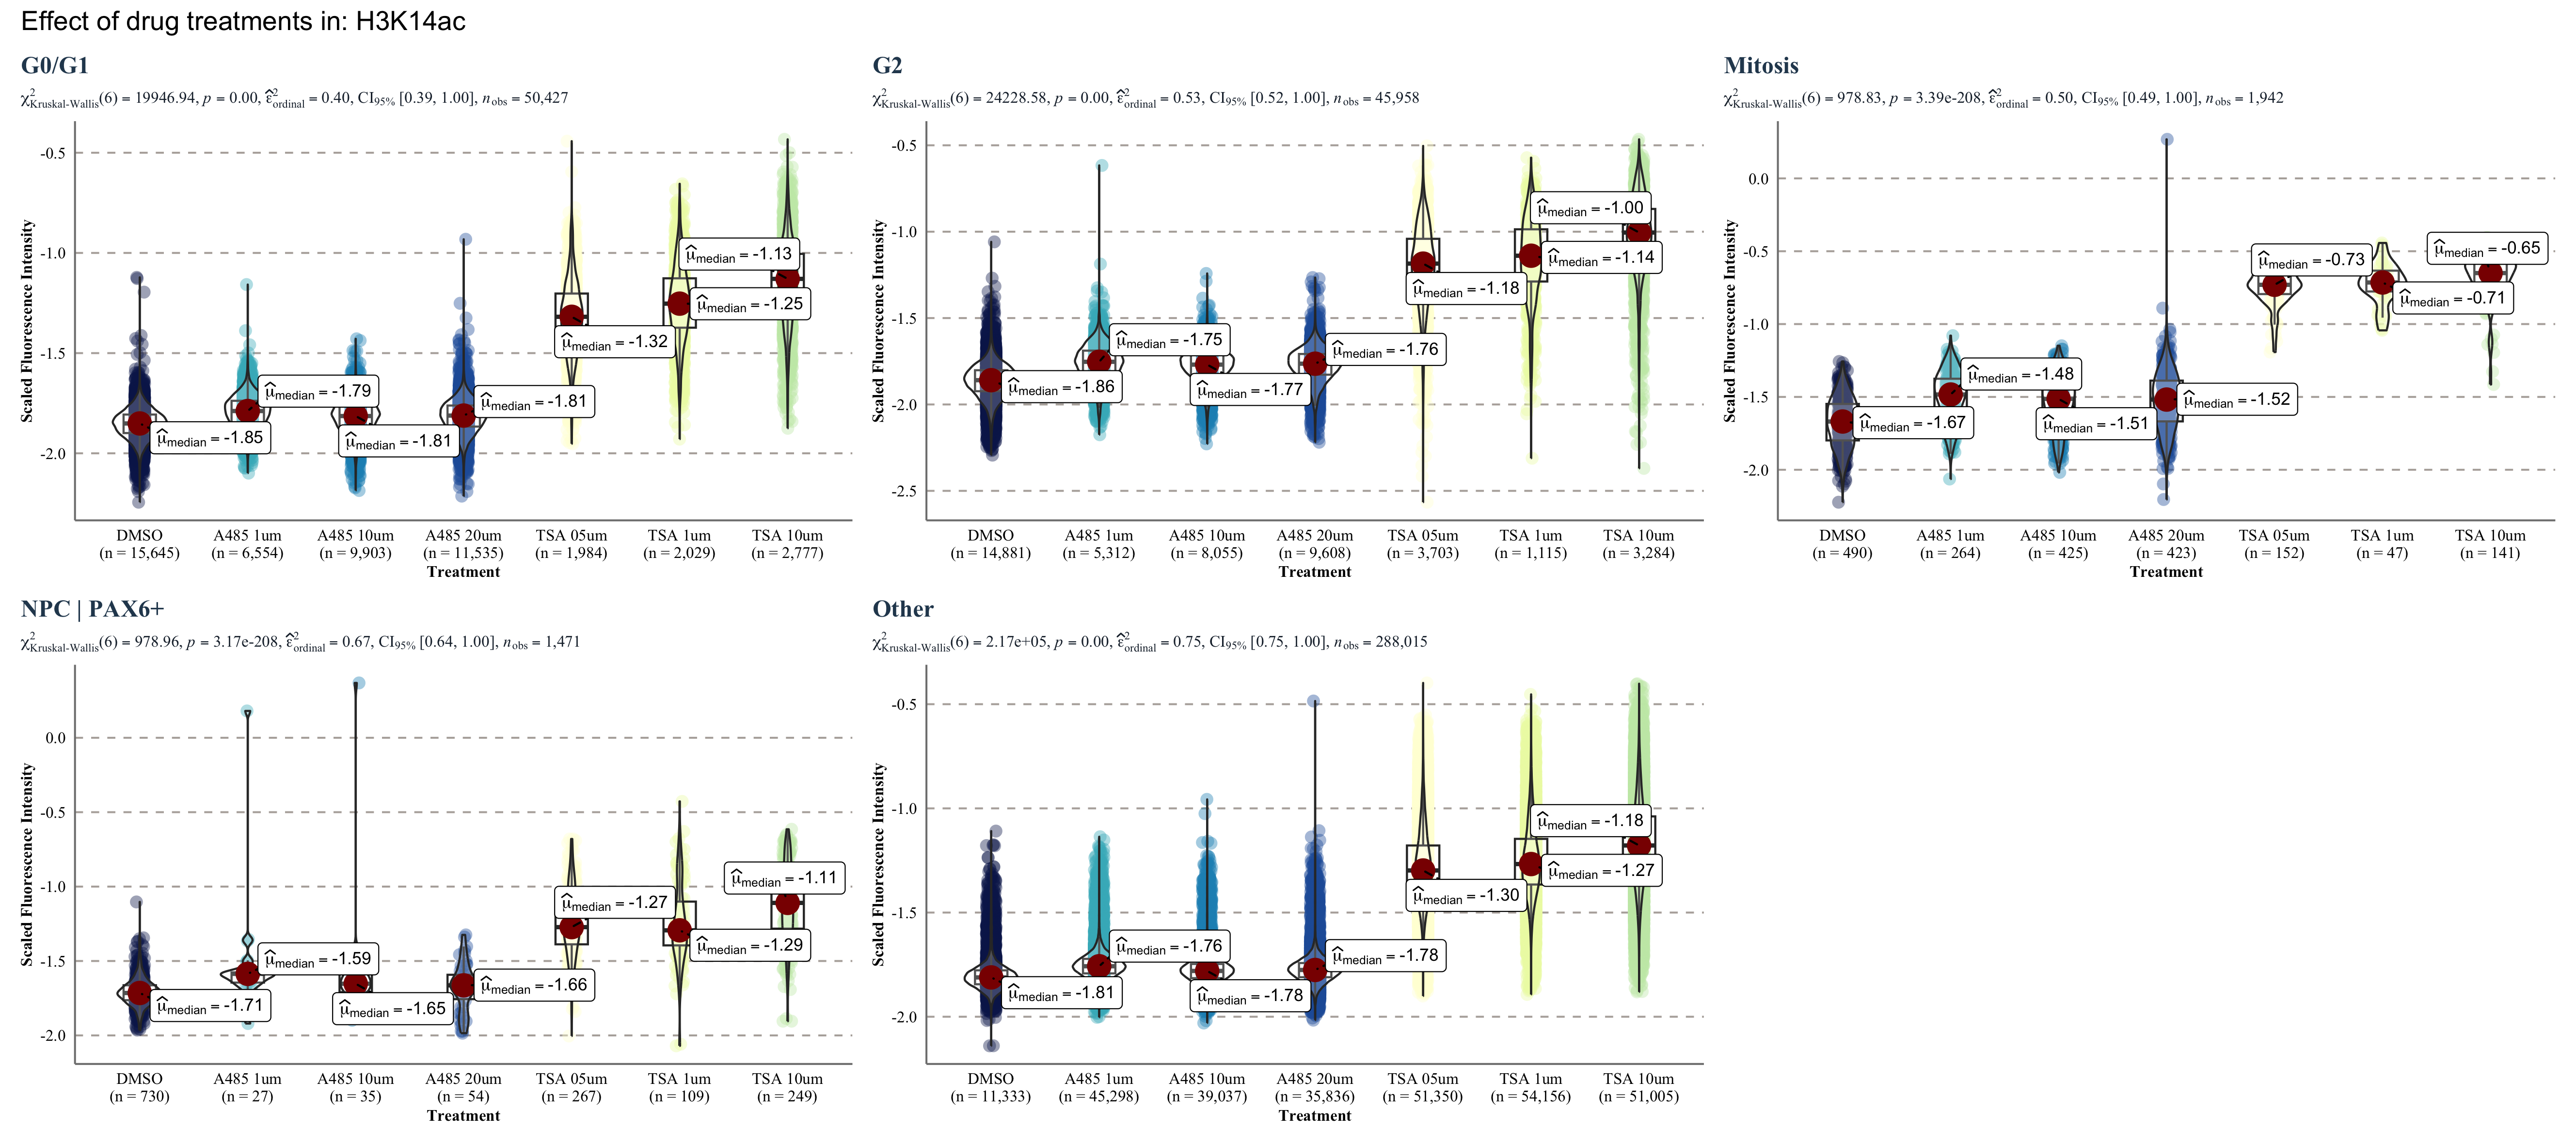 Effect of drug treatments in: H3K14ac
G0/G1
χ²Kruskal-Wallis(6) = 19946.94, p = 0.00, ε̂²ordinal = 0.40, CI95% [0.39, 1.00], nobs = 50,427
Scaled Fluorescence Intensity
-0.5
-1.0
-1.5
-2.0
μ̂median = -1.85
μ̂median = -1.79
μ̂median = -1.81
μ̂median = -1.81
μ̂median = -1.32
μ̂median = -1.25
μ̂median = -1.13
DMSO A485 1um A485 10um A485 20um TSA 05um TSA 1um TSA 10um
(n = 15,645) (n = 6,554) (n = 9,903) (n = 11,535) (n = 1,984) (n = 2,029) (n = 2,777)
Treatment
G2
χ²Kruskal-Wallis(6) = 24228.58, p = 0.00, ε̂²ordinal = 0.53, CI95% [0.52, 1.00], nobs = 45,958
Scaled Fluorescence Intensity
-0.5
-1.0
-1.5
-2.0
-2.5
μ̂median = -1.86
μ̂median = -1.75
μ̂median = -1.77
μ̂median = -1.76
μ̂median = -1.18
μ̂median = -1.14
μ̂median = -1.00
DMSO A485 1um A485 10um A485 20um TSA 05um TSA 1um TSA 10um
(n = 14,881) (n = 5,312) (n = 8,055) (n = 9,608) (n = 3,703) (n = 1,115) (n = 3,284)
Treatment
Mitosis
χ²Kruskal-Wallis(6) = 978.83, p = 3.39e-208, ε̂²ordinal = 0.50, CI95% [0.49, 1.00], nobs = 1,942
Scaled Fluorescence Intensity
0.0
-0.5
-1.0
-1.5
-2.0
μ̂median = -1.67
μ̂median = -1.48
μ̂median = -1.51
μ̂median = -1.52
μ̂median = -0.73
μ̂median = -0.71
μ̂median = -0.65
DMSO A485 1um A485 10um A485 20um TSA 05um TSA 1um TSA 10um
(n = 490) (n = 264) (n = 425) (n = 423) (n = 152) (n = 47) (n = 141)
Treatment
NPC | PAX6+
χ²Kruskal-Wallis(6) = 978.96, p = 3.17e-208, ε̂²ordinal = 0.67, CI95% [0.64, 1.00], nobs = 1,471
Scaled Fluorescence Intensity
0.0
-0.5
-1.0
-1.5
-2.0
μ̂median = -1.71
μ̂median = -1.59
μ̂median = -1.65
μ̂median = -1.66
μ̂median = -1.27
μ̂median = -1.29
μ̂median = -1.11
DMSO A485 1um A485 10um A485 20um TSA 05um TSA 1um TSA 10um
(n = 730) (n = 27) (n = 35) (n = 54) (n = 267) (n = 109) (n = 249)
Treatment
Other
χ²Kruskal-Wallis(6) = 2.17e+05, p = 0.00, ε̂²ordinal = 0.75, CI95% [0.75, 1.00], nobs = 288,015
Scaled Fluorescence Intensity
-0.5
-1.0
-1.5
-2.0
μ̂median = -1.81
μ̂median = -1.76
μ̂median = -1.78
μ̂median = -1.78
μ̂median = -1.30
μ̂median = -1.27
μ̂median = -1.18
DMSO A485 1um A485 10um A485 20um TSA 05um TSA 1um TSA 10um
(n = 11,333) (n = 45,298) (n = 39,037) (n = 35,836) (n = 51,350) (n = 54,156) (n = 51,005)
Treatment